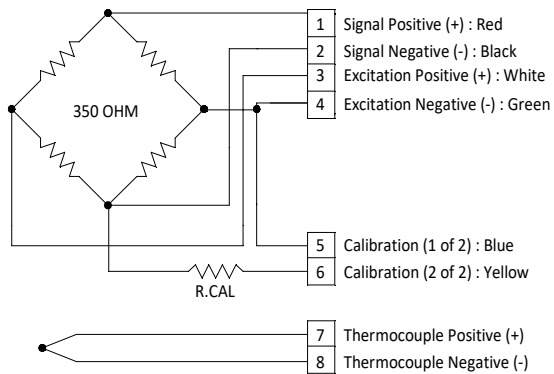 1 Signal Positive (+) : Red
2 Signal Negative (-) : Black
3 Excitation Positive (+) : White
4 Excitation Negative (-) : Green
350 OHM
5 Calibration (1 of 2) : Blue
6 Calibration (2 of 2) : Yellow
R.CAL
7 Thermocouple Positive (+)
8 Thermocouple Negative (-)